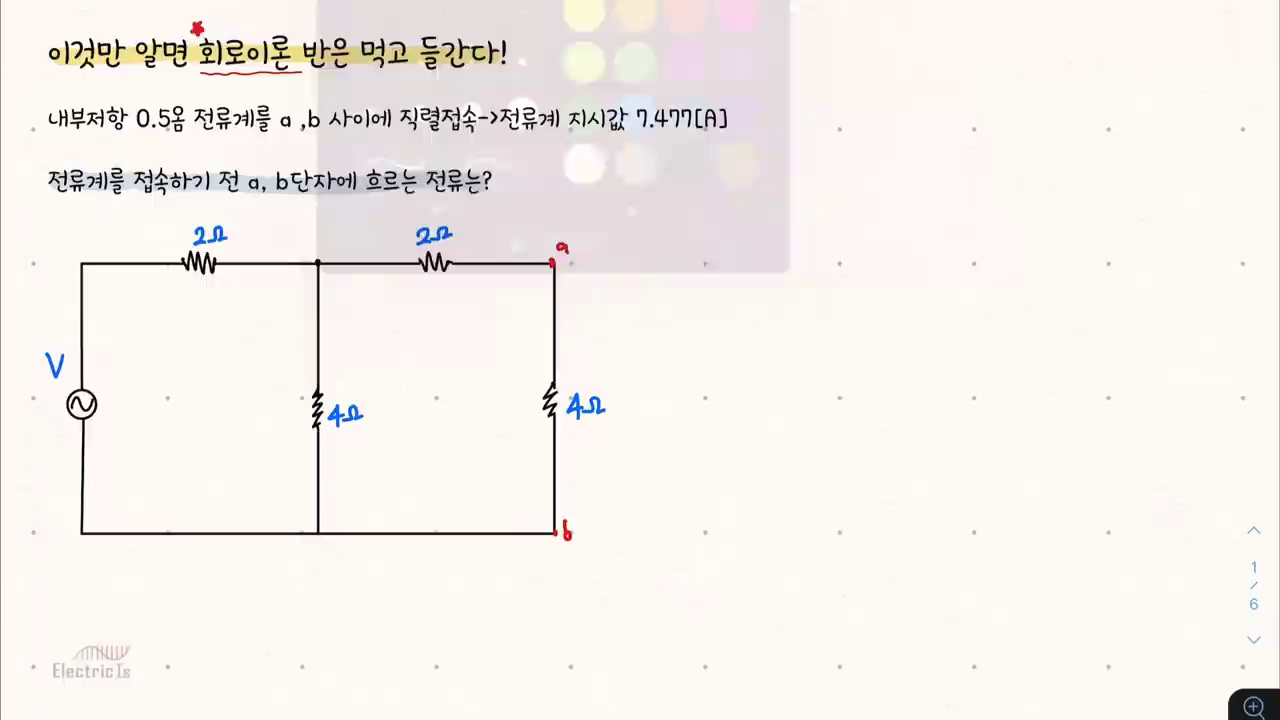 이것만 알면 회로이론 반은 먹고 들간다!
내부저항 0.5옴 전류계를 a ,b 사이에 직렬접속->전류계 지시값 7.477[A]
전류계를 접속하기 전 a, b단자에 흐르는 전류는?
2Ω 2Ω a
V
4Ω 4Ω
b
1
/
6
Electric Is